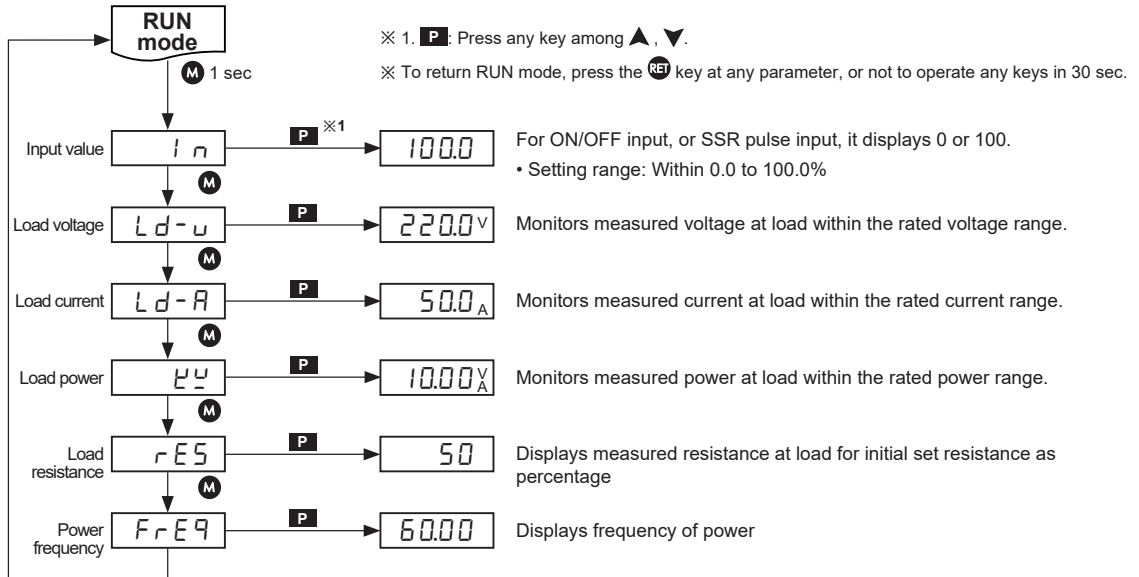 RUN
mode
M 1 sec
※ 1. P : Press any key among ▲, ▼.
※ To return RUN mode, press the RET key at any parameter, or not to operate any keys in 30 sec.
Input value
In
P ※1
100.0
For ON/OFF input, or SSR pulse input, it displays 0 or 100.
• Setting range: Within 0.0 to 100.0%
M
Load voltage
Ld-v
P
220.0 V
Monitors measured voltage at load within the rated voltage range.
M
Load current
Ld-A
P
50.0 A
Monitors measured current at load within the rated current range.
M
Load power
KW
P
10.00 V
A
Monitors measured power at load within the rated power range.
M
Load
resistance
rES
P
50
Displays measured resistance at load for initial set resistance as
percentage
M
Power
frequency
FrEq
P
60.00
Displays frequency of power